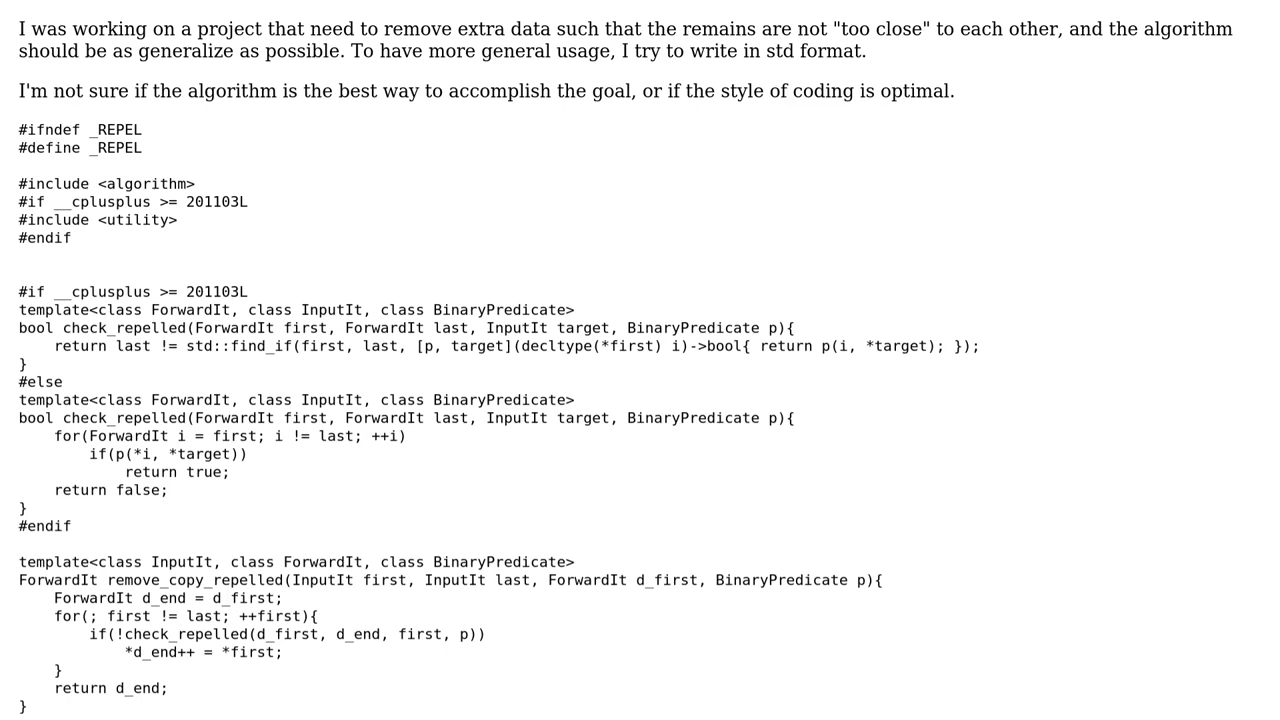 I was working on a project that need to remove extra data such that the remains are not "too close" to each other, and the algorithm
should be as generalize as possible. To have more general usage, I try to write in std format.
I'm not sure if the algorithm is the best way to accomplish the goal, or if the style of coding is optimal.
#ifndef _REPEL
#define _REPEL
#include <algorithm>
#if __cplusplus >= 201103L
#include <utility>
#endif
#if __cplusplus >= 201103L
template<class ForwardIt, class InputIt, class BinaryPredicate>
bool check_repelled(ForwardIt first, ForwardIt last, InputIt target, BinaryPredicate p){
    return last != std::find_if(first, last, [p, target](decltype(*first) i)->bool{ return p(i, *target); });
}
#else
template<class ForwardIt, class InputIt, class BinaryPredicate>
bool check_repelled(ForwardIt first, ForwardIt last, InputIt target, BinaryPredicate p){
    for(ForwardIt i = first; i != last; ++i)
        if(p(*i, *target))
            return true;
    return false;
}
#endif
template<class InputIt, class ForwardIt, class BinaryPredicate>
ForwardIt remove_copy_repelled(InputIt first, InputIt last, ForwardIt d_first, BinaryPredicate p){
    ForwardIt d_end = d_first;
    for(; first != last; ++first){
        if(!check_repelled(d_first, d_end, first, p))
            *d_end++ = *first;
    }
    return d_end;
}